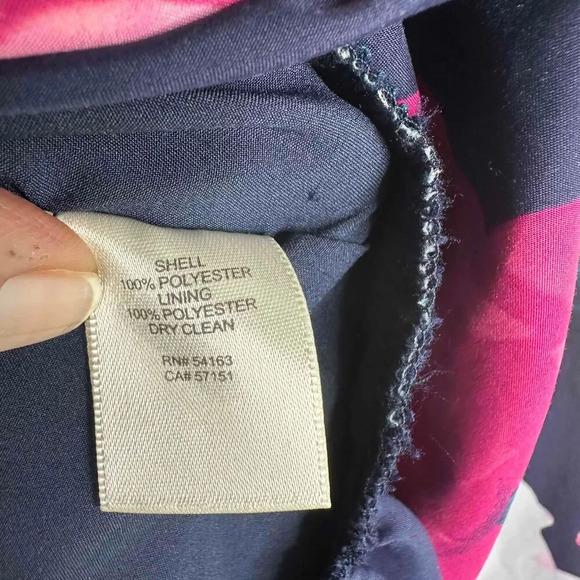 SHELL
100% POLYESTER
LINING
100% POLYESTER
DRY CLEAN
RN# 54163
CA# 57151